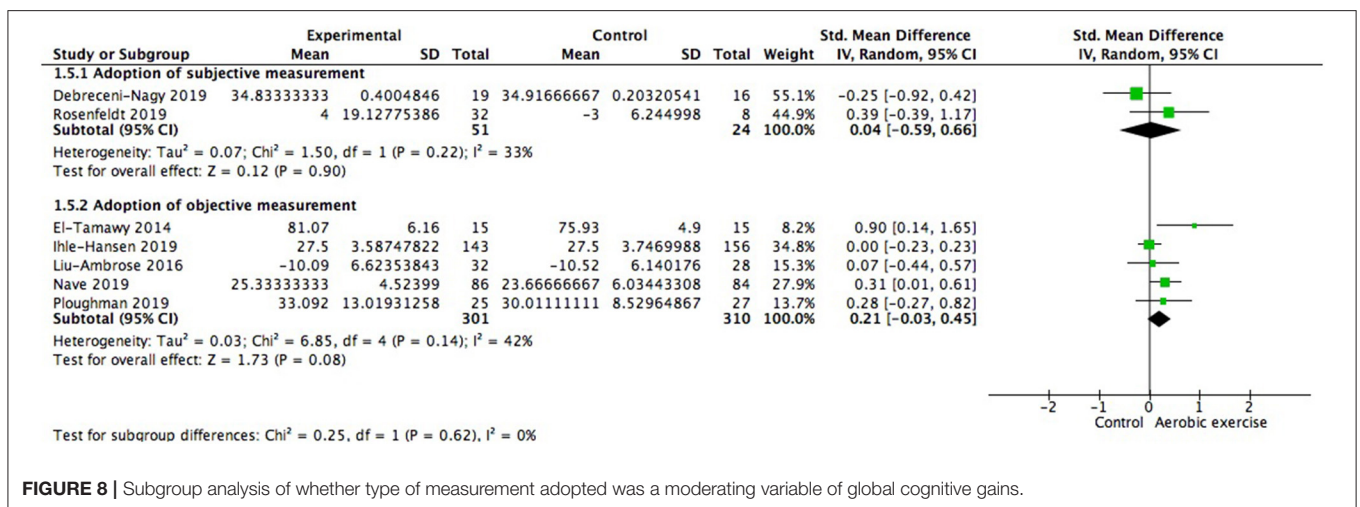 Experimental Control Std. Mean Difference Std. Mean Difference
Study or Subgroup Mean SD Total Mean SD Total Weight IV, Random, 95% CI IV, Random, 95% CI
1.5.1 Adoption of subjective measurement
Debreceni-Nagy 2019 34.83333333 0.4004846 19 34.91666667 0.20320541 16 55.1% -0.25 [-0.92, 0.42]
Rosenfeldt 2019 4 19.12775386 32 -3 6.244998 8 44.9% 0.39 [-0.39, 1.17]
Subtotal (95% CI) 51 24 100.0% 0.04 [-0.59, 0.66]
Heterogeneity: Tau² = 0.07; Chi² = 1.50, df = 1 (P = 0.22); I² = 33%
Test for overall effect: Z = 0.12 (P = 0.90)
1.5.2 Adoption of objective measurement
El-Tamawy 2014 81.07 6.16 15 75.93 4.9 15 8.2% 0.90 [0.14, 1.65]
Ihle-Hansen 2019 27.5 3.58747822 143 27.5 3.7469988 156 34.8% 0.00 [-0.23, 0.23]
Liu-Ambrose 2016 -10.09 6.62353843 32 -10.52 6.140176 28 15.3% 0.07 [-0.44, 0.57]
Nave 2019 25.33333333 4.52399 86 23.66666667 6.03443308 84 27.9% 0.31 [0.01, 0.61]
Ploughman 2019 33.092 13.01931258 25 30.01111111 8.52964867 27 13.7% 0.28 [-0.27, 0.82]
Subtotal (95% CI) 301 310 100.0% 0.21 [-0.03, 0.45]
Heterogeneity: Tau² = 0.03; Chi² = 6.85, df = 4 (P = 0.14); I² = 42%
Test for overall effect: Z = 1.73 (P = 0.08)
-2 -1 0 1 2
Control Aerobic exercise
Test for subgroup differences: Chi² = 0.25, df = 1 (P = 0.62), I² = 0%
FIGURE 8 | Subgroup analysis of whether type of measurement adopted was a moderating variable of global cognitive gains.